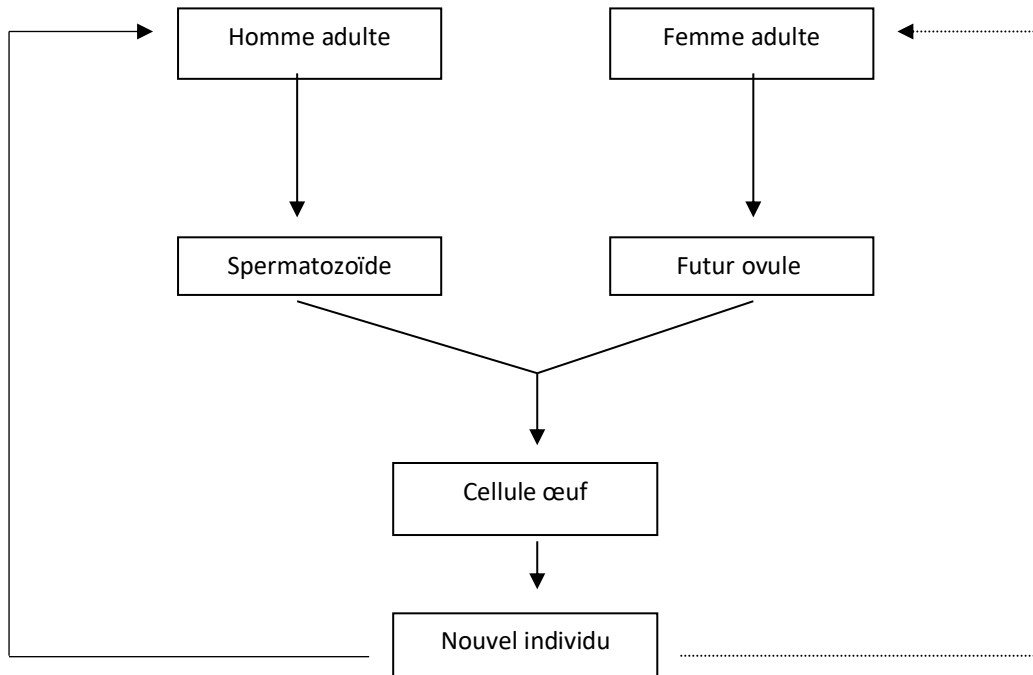 Homme adulte
Femme adulte
Spermatozoïde
Futur ovule
Cellule œuf
Nouvel individu